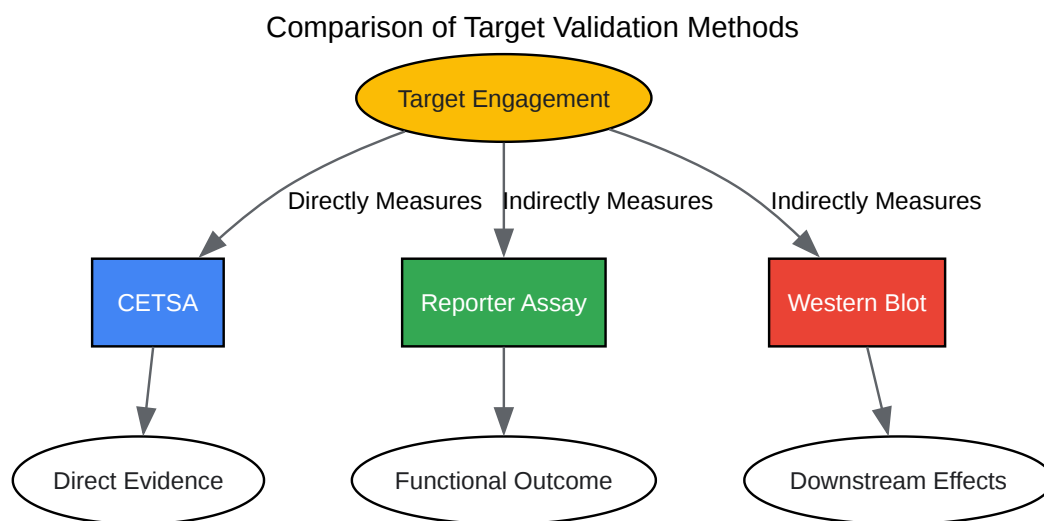 Comparison of Target Validation Methods
Target Engagement
Directly Measures
Indirectly Measures
Indirectly Measures
CETSA
Reporter Assay
Western Blot
Direct Evidence
Functional Outcome
Downstream Effects